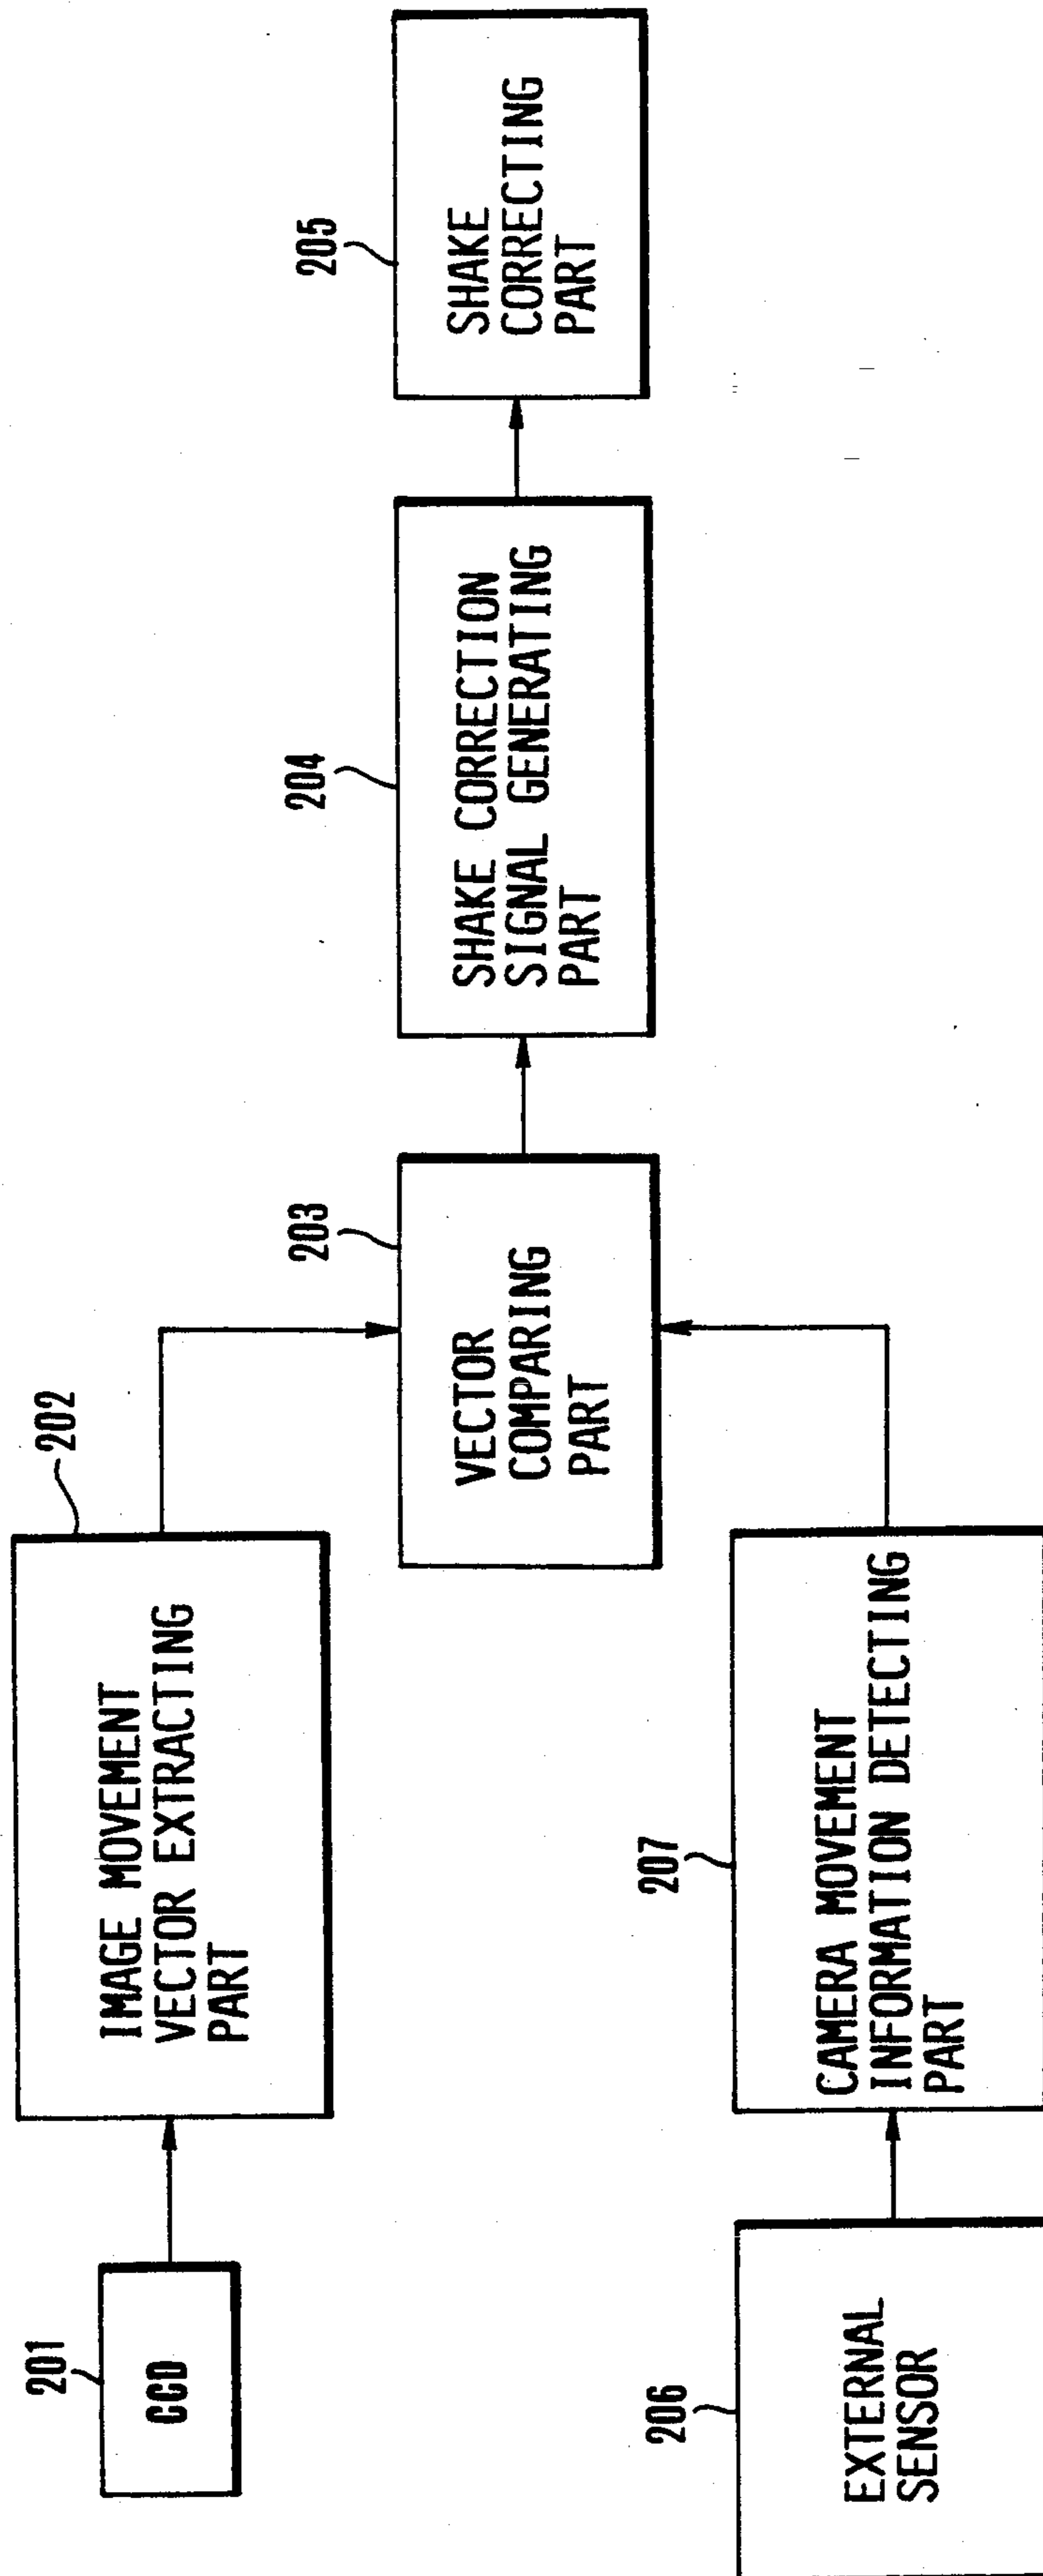 201
CCD
202
IMAGE MOVEMENT
VECTOR EXTRACTING
PART
203
VECTOR
COMPARING
PART
204
SHAKE CORRECTION
SIGNAL GENERATING
PART
205
SHAKE
CORRECTING
PART
206
EXTERNAL
SENSOR
207
CAMERA MOVEMENT
INFORMATION DETECTING
PART